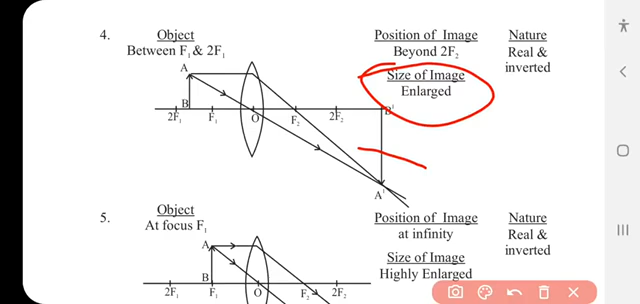 4. Object Position of Image Nature
Between F₁ & 2F₁ Beyond 2F₂ Real &
inverted
Size of Image
Enlarged
A
B
2F₁ F₁ O F₂ 2F₂ B'
A'
5. Object Position of Image Nature
At focus F₁ at infinity Real &
inverted
Size of Image
Highly Enlarged
A
B
2F₁ F₁ O F₂ 2F₂